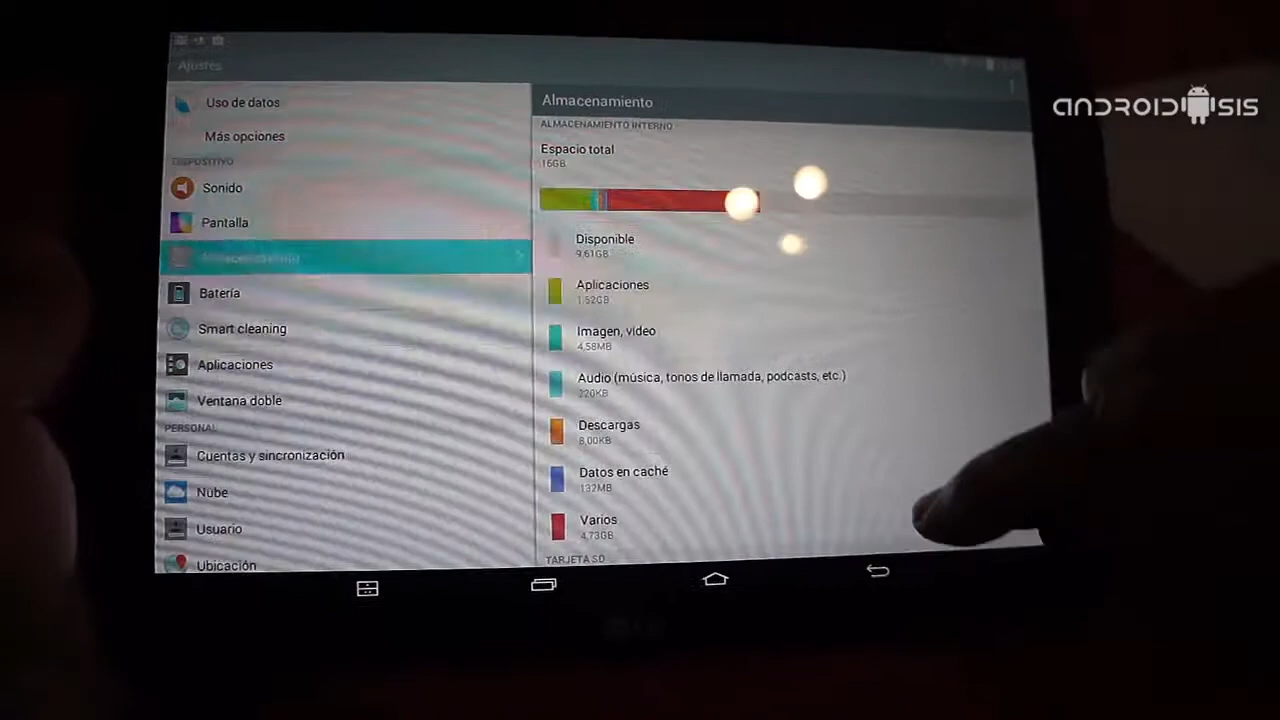 Ajustes
Uso de datos
Más opciones
DISPOSITIVO
Sonido
Pantalla
Almacenamiento
Batería
Smart cleaning
Aplicaciones
Ventana doble
PERSONAL
Cuentas y sincronización
Nube
Usuario
Ubicación
Almacenamiento
ALMACENAMIENTO INTERNO
Espacio total
16GB
Disponible
9,61GB
Aplicaciones
1,52GB
Imagen, video
4,58MB
Audio (música, tonos de llamada, podcasts, etc.)
220KB
Descargas
8,00KB
Datos en caché
132MB
Varios
4,73GB
TARJETA SD
ANDROIDSIS